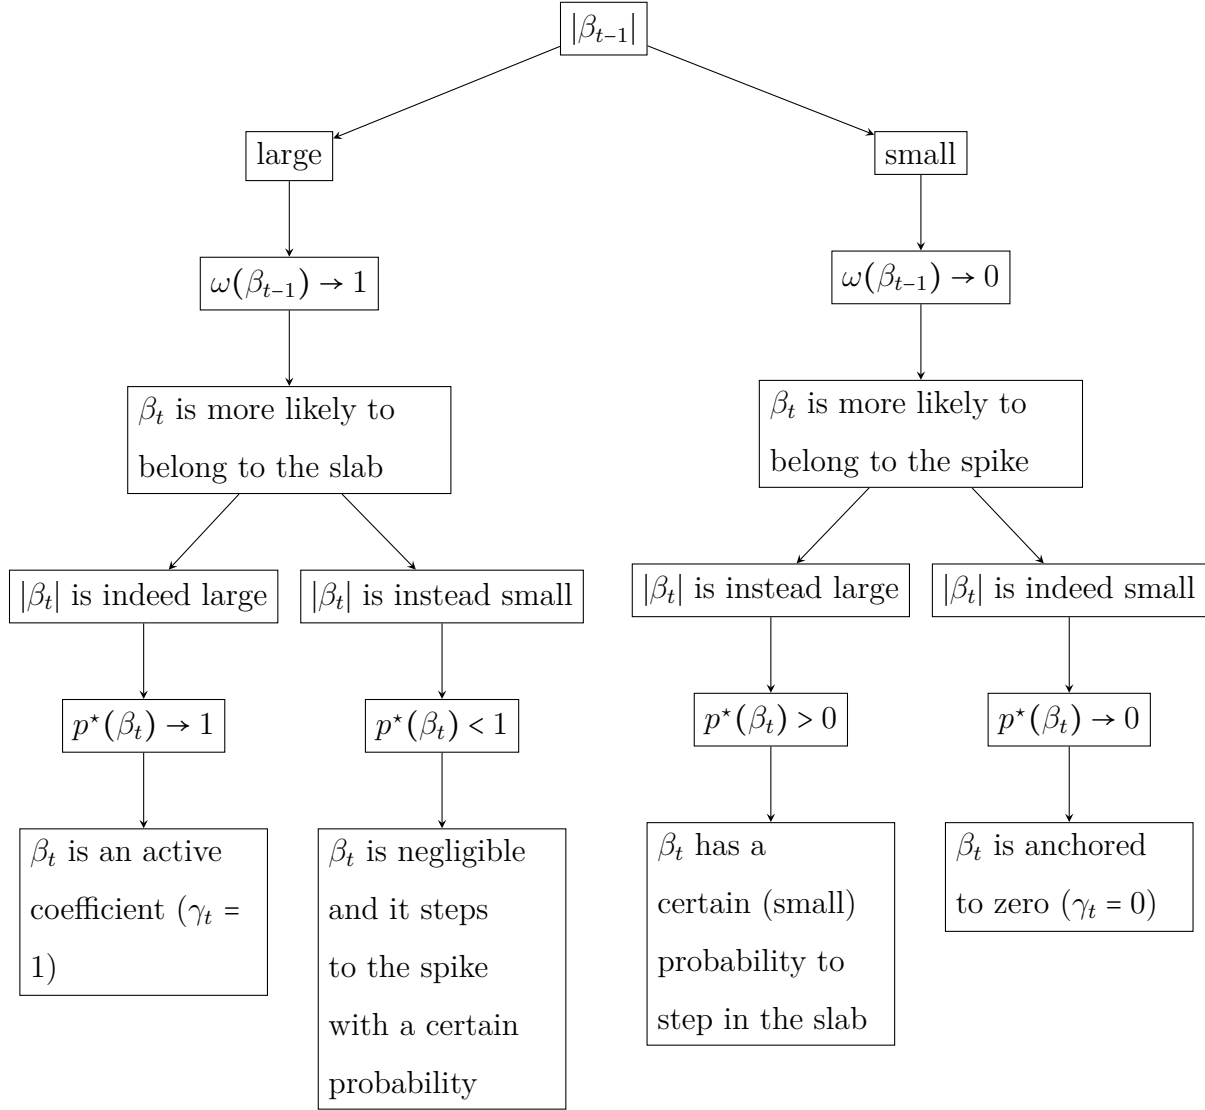 |β_{t−1}|
large
small
ω(β_{t−1}) → 1
ω(β_{t−1}) → 0
β_t is more likely to
belong to the slab
β_t is more likely to
belong to the spike
|β_t| is indeed large
|β_t| is instead small
|β_t| is instead large
|β_t| is indeed small
p⋆(β_t) → 1
p⋆(β_t) < 1
p⋆(β_t) > 0
p⋆(β_t) → 0
β_t is an active
coefficient (γ_t =
1)
β_t is negligible
and it steps
to the spike
with a certain
probability
β_t has a
certain (small)
probability to
step in the slab
β_t is anchored
to zero (γ_t = 0)